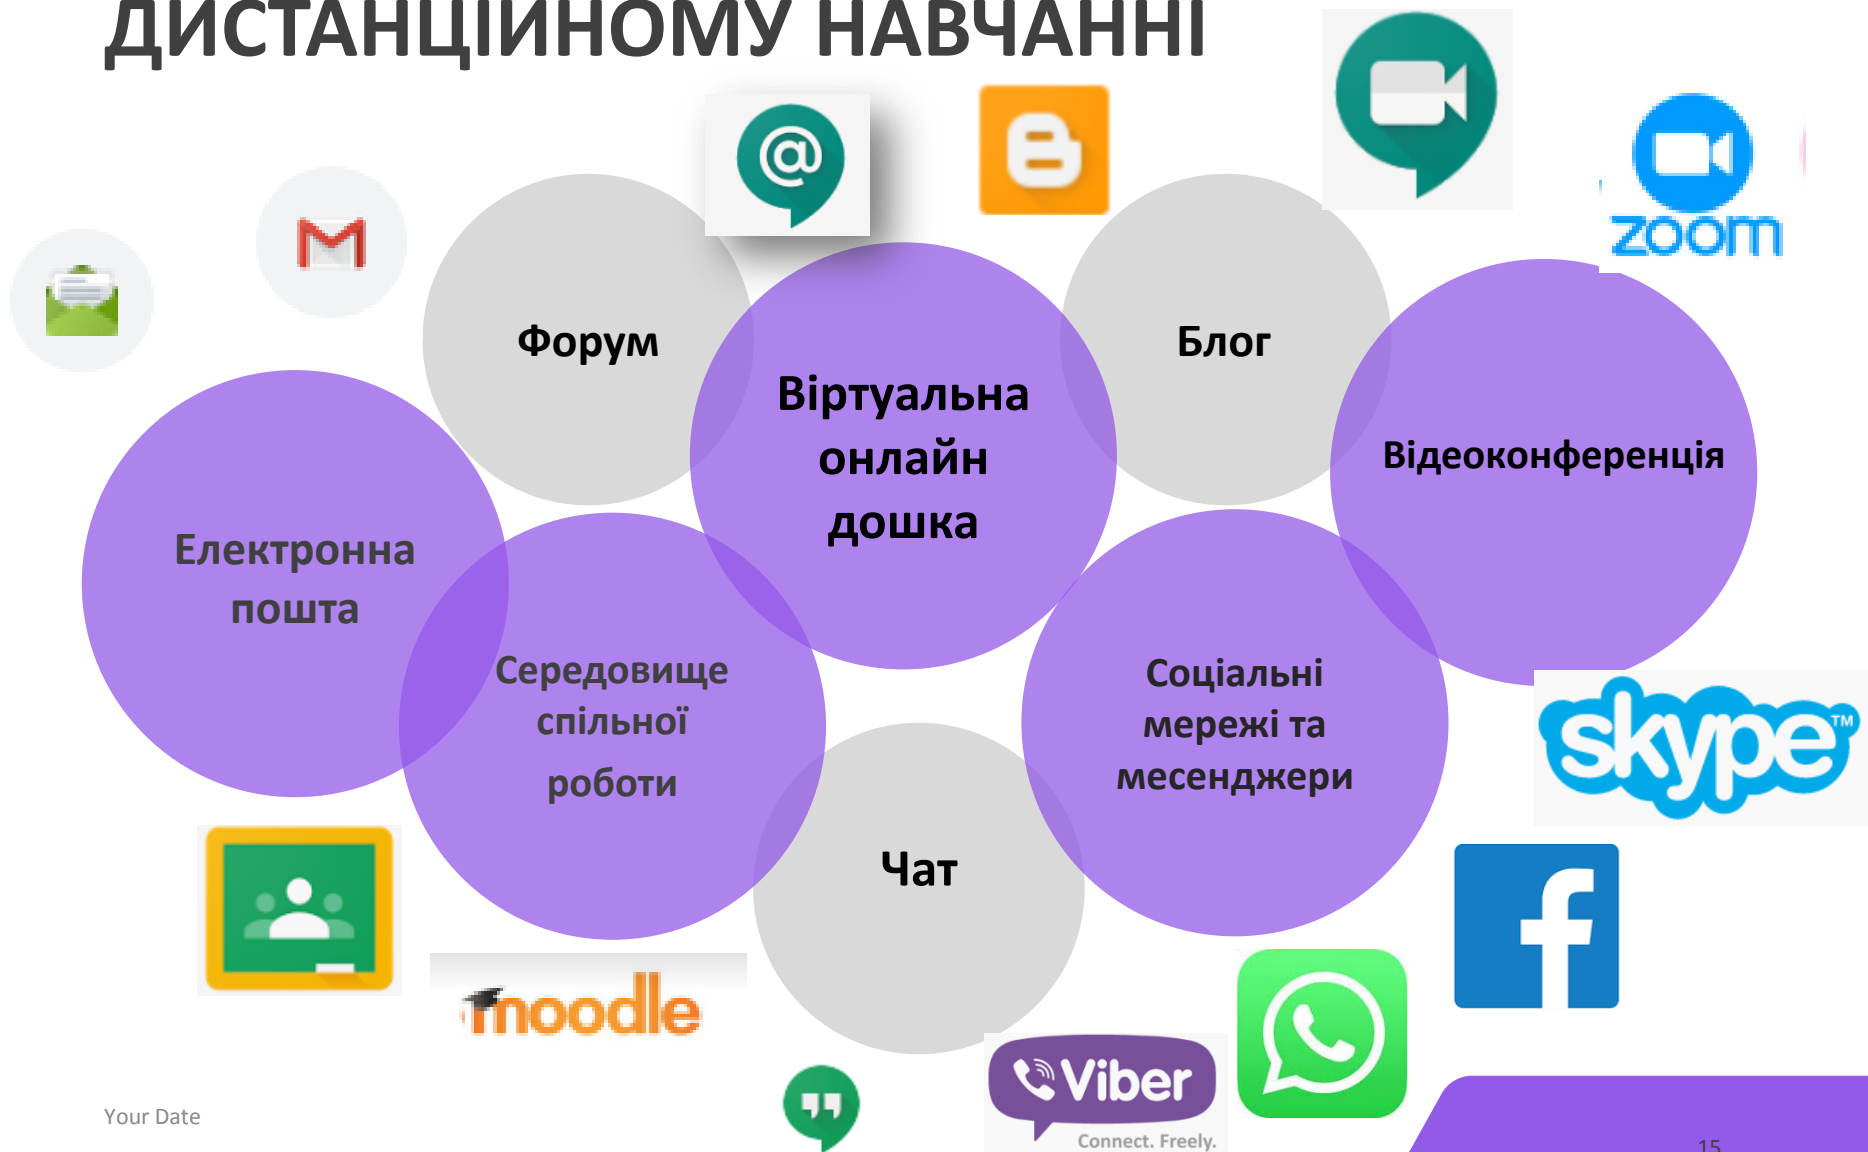 ДИСТАНЦІЙНОМУ НАВЧАННІ
zoom
Форум
Блог
Віртуальна
онлайн
дошка
Відеоконференція
Електронна
пошта
Середовище
спільної
роботи
Соціальні
мережі та
месенджери
skype™
Чат
moodle
Viber
Connect. Freely.
Your Date
15